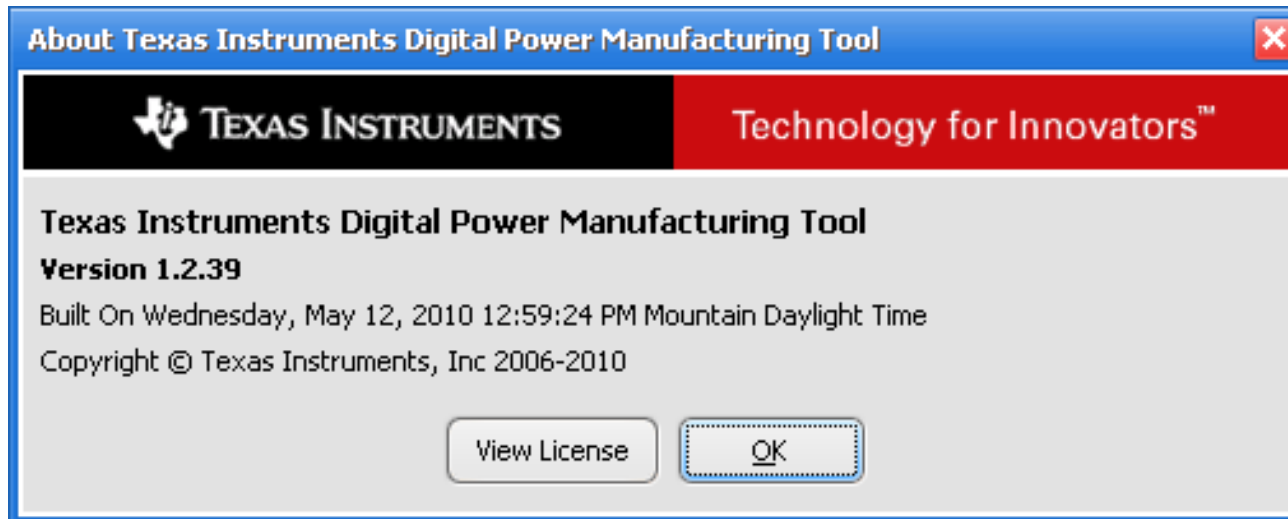 About Texas Instruments Digital Power Manufacturing Tool
TEXAS INSTRUMENTS
Technology for Innovators™
Texas Instruments Digital Power Manufacturing Tool
Version 1.2.39
Built On Wednesday, May 12, 2010 12:59:24 PM Mountain Daylight Time
Copyright © Texas Instruments, Inc 2006-2010
View License
OK